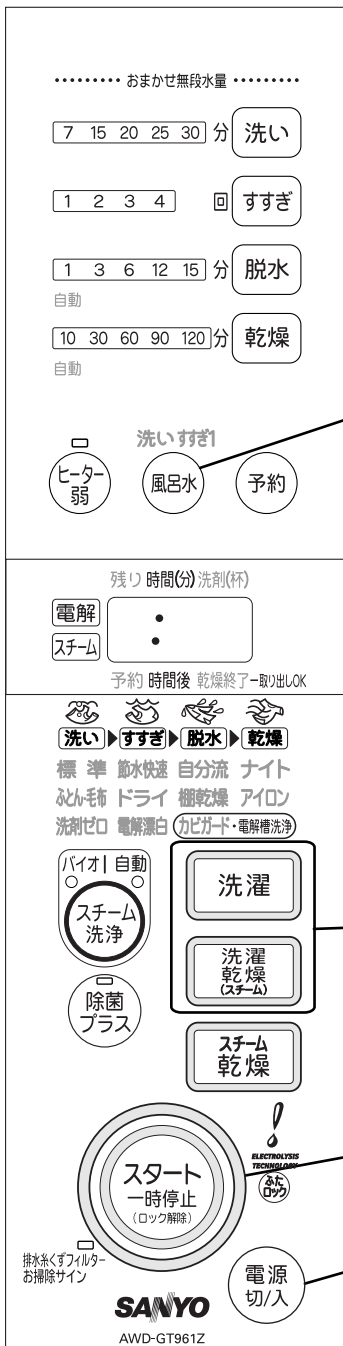 おまかせ無段水量
7 15 20 25 30 分 洗い
1 2 3 4 回 すすぎ
1 3 6 12 15 分 脱水
自動
10 30 60 90 120 分 乾燥
自動
洗い すすぎ1
ヒーター弱 風呂水 予約
残り 時間(分) 洗剤(杯)
電解
スチーム
予約 時間後 乾燥終了-取り出しOK
洗い すすぎ 脱水 乾燥
標準 節水快速 自分流 ナイト
ふとん・毛布 ドライ 棚乾燥 アイロン
洗剤ゼロ 電解漂白 カビガード・電解槽洗浄
バイオ | 自動
スチーム
洗浄
洗濯
洗濯
乾燥
(スチーム)
除菌
プラス
スチーム
乾燥
ELECTROLYSIS
TECHNOLOGY
ふた
ロック
スタート
一時停止
(ロック解除)
排水糸くずフィルター
お掃除サイン
電源
切/入
SANYO
AWD-GT961Z